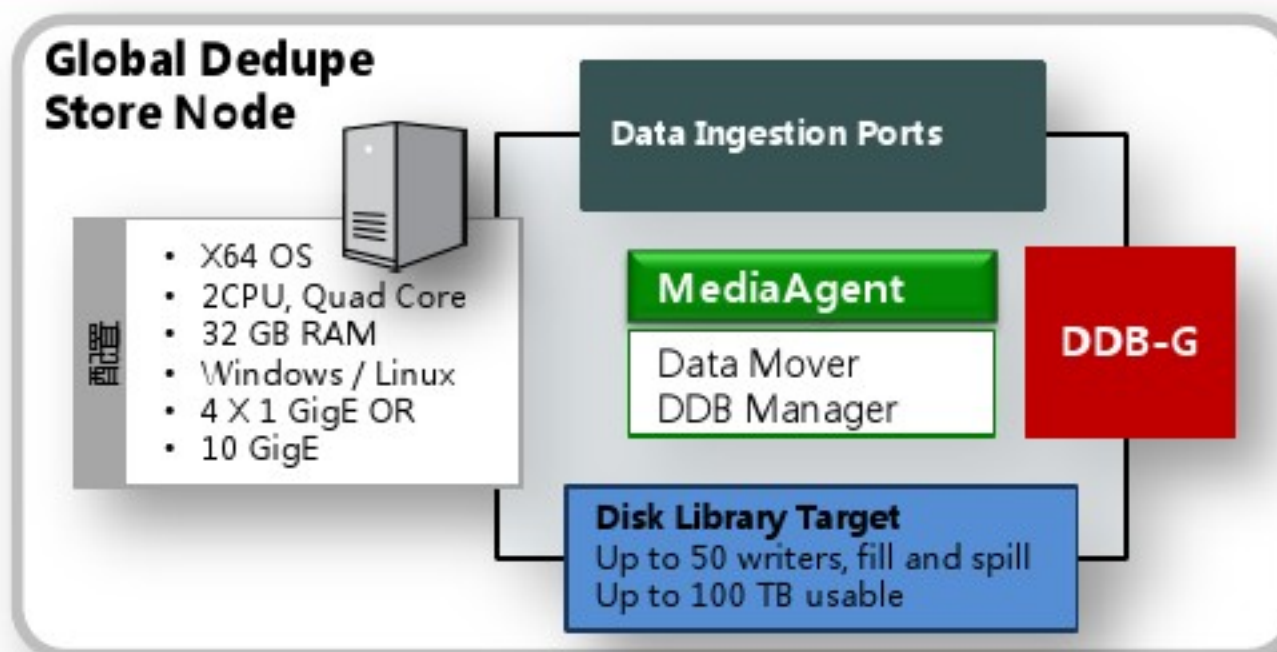 Global Dedupe
Store Node
Data Ingestion Ports
配置
• X64 OS
• 2CPU, Quad Core
• 32 GB RAM
• Windows / Linux
• 4 X 1 GigE OR
• 10 GigE
MediaAgent
Data Mover
DDB Manager
DDB-G
Disk Library Target
Up to 50 writers, fill and spill
Up to 100 TB usable